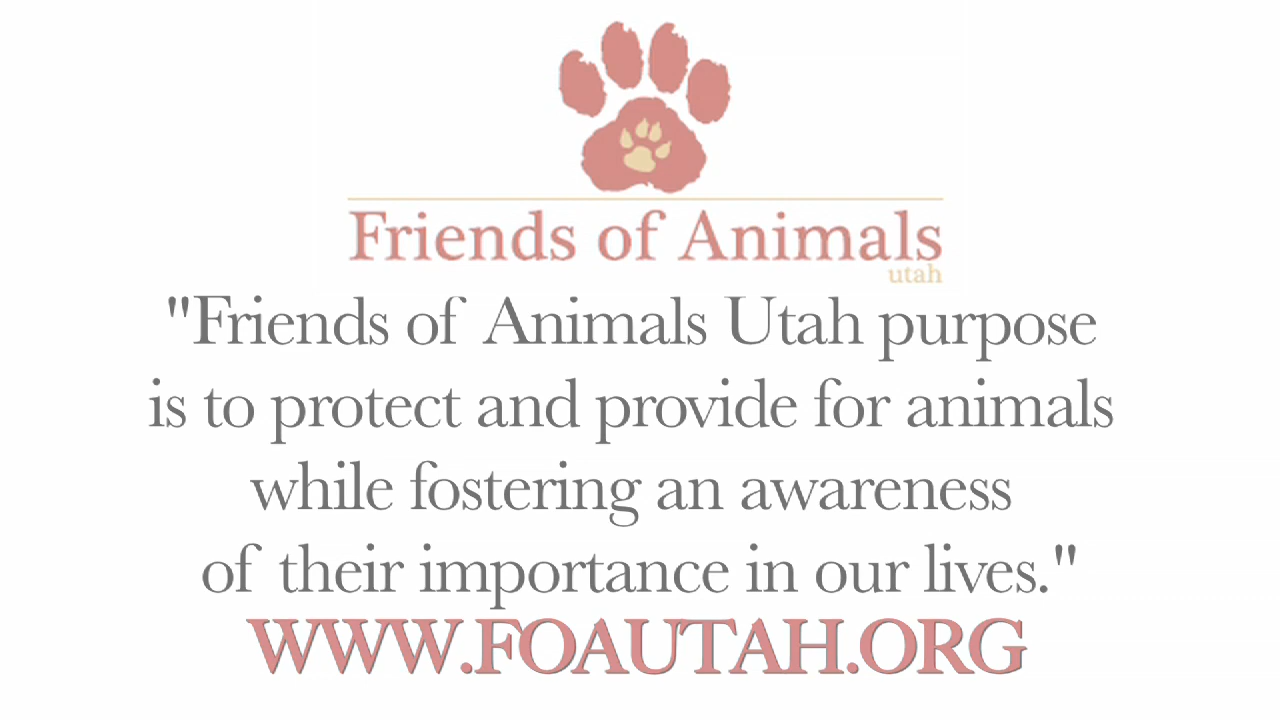 Friends of Animals
utah
"Friends of Animals Utah purpose
is to protect and provide for animals
while fostering an awareness
of their importance in our lives."
WWW.FOAUTAH.ORG